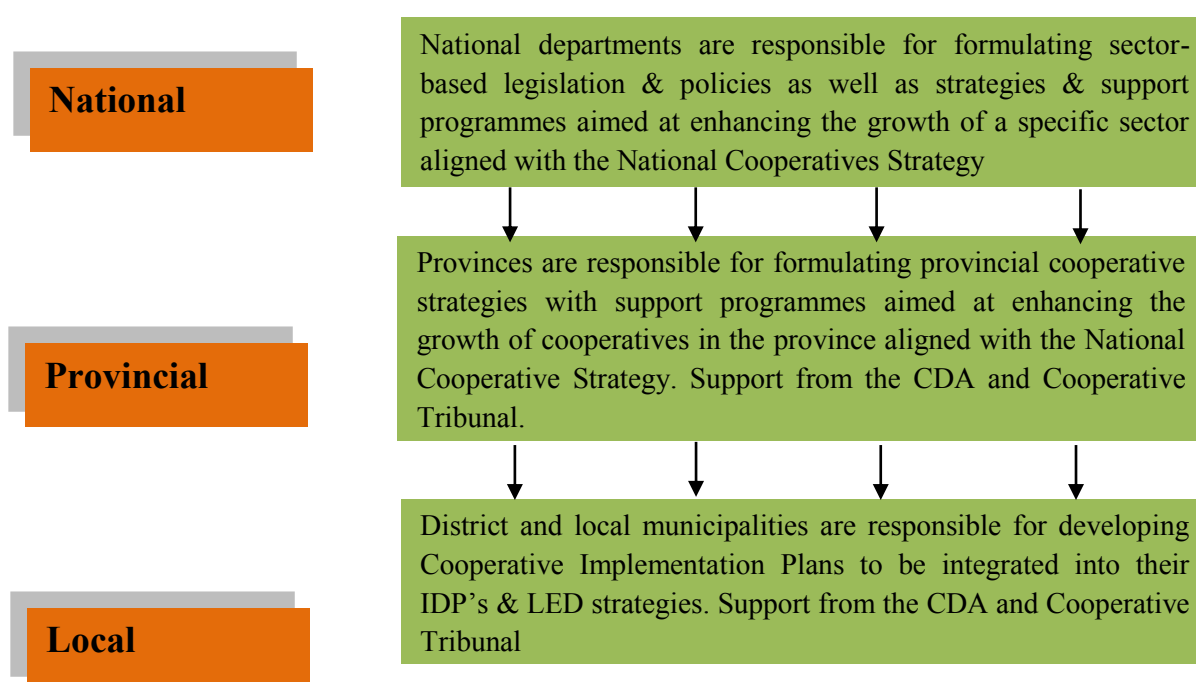 National
National departments are responsible for formulating sector-
based legislation & policies as well as strategies & support
programmes aimed at enhancing the growth of a specific sector
aligned with the National Cooperatives Strategy
Provincial
Provinces are responsible for formulating provincial cooperative
strategies with support programmes aimed at enhancing the
growth of cooperatives in the province aligned with the National
Cooperative Strategy. Support from the CDA and Cooperative
Tribunal.
Local
District and local municipalities are responsible for developing
Cooperative Implementation Plans to be integrated into their
IDP’s & LED strategies. Support from the CDA and Cooperative
Tribunal